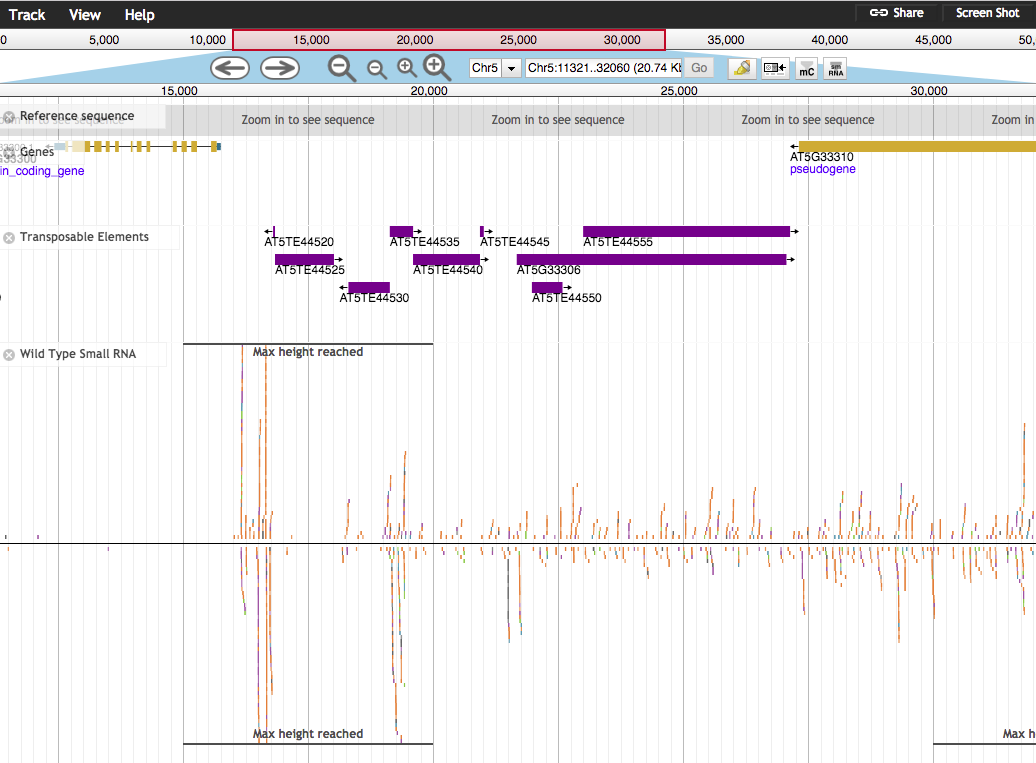 Track View Help Share Screen Shot
0 5,000 10,000 15,000 20,000 25,000 30,000 35,000 40,000 45,000 50,
Chr5 Chr5:11321..32060 (20.74 Kb Go mC sm RNA
15,000 20,000 25,000 30,000
Reference sequence Zoom in to see sequence Zoom in to see sequence Zoom in to see sequence Zoom in
Genes
in_coding_gene
AT5G33310
pseudogene
Transposable Elements
AT5TE44520 AT5TE44535 AT5TE44545 AT5TE44555
AT5TE44525 AT5TE44540 AT5G33306
AT5TE44530 AT5TE44550
Wild Type Small RNA
Max height reached
Max height reached Max h